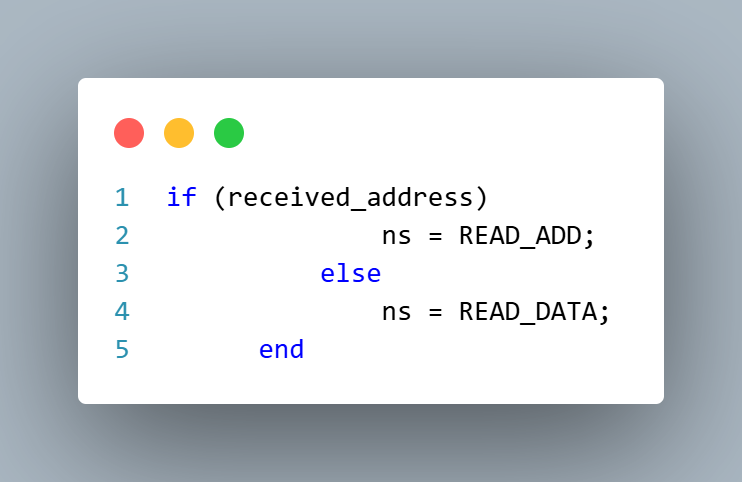 1 if (received_address)
2 ns = READ_ADD;
3 else
4 ns = READ_DATA;
5 end